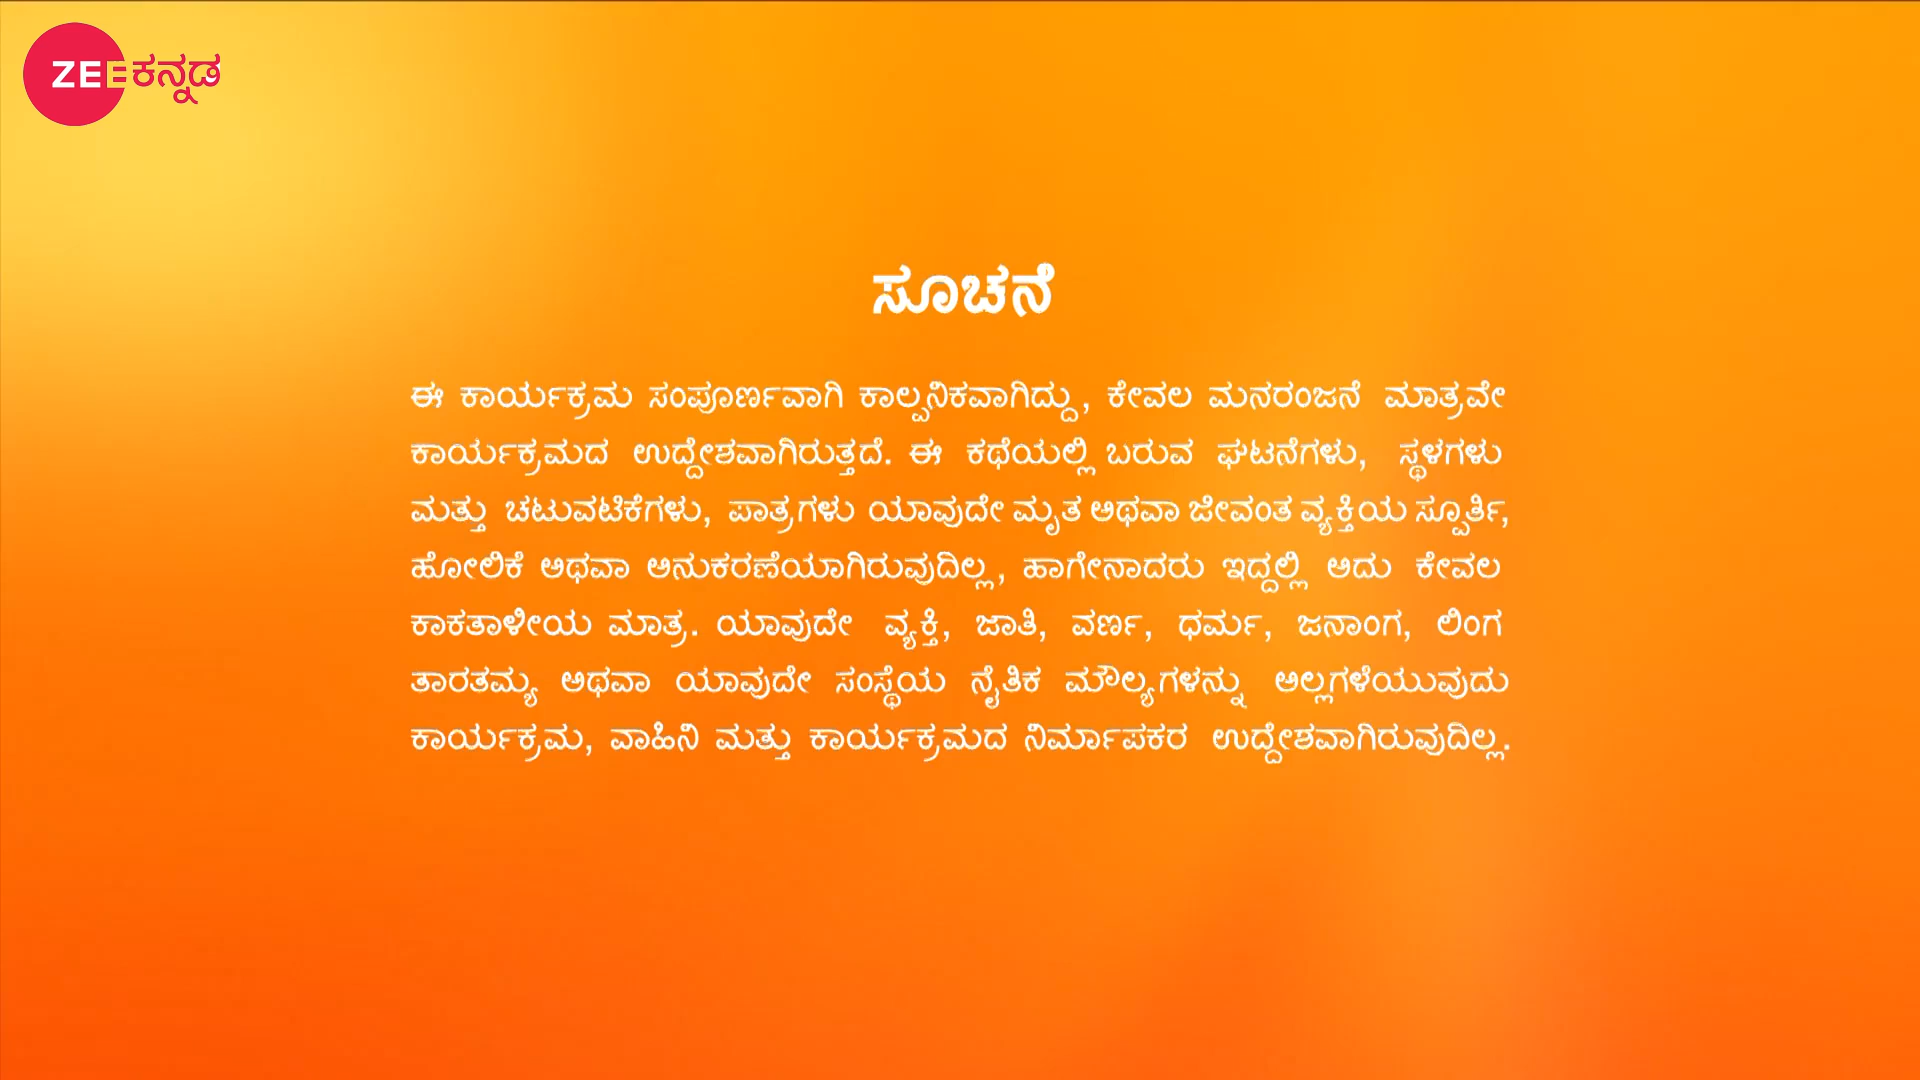 ZEE ಕನ್ನಡ
ಸೂಚನೆ
ಈ ಕಾರ್ಯಕ್ರಮ ಸಂಪೂರ್ಣವಾಗಿ ಕಾಲ್ಪನಿಕವಾಗಿದ್ದು, ಕೇವಲ ಮನರಂಜನೆ ಮಾತ್ರವೇ
ಕಾರ್ಯಕ್ರಮದ ಉದ್ದೇಶವಾಗಿರುತ್ತದೆ. ಈ ಕಥೆಯಲ್ಲಿ ಬರುವ ಘಟನೆಗಳು, ಸ್ಥಳಗಳು
ಮತ್ತು ಚಟುವಟಿಕೆಗಳು, ಪಾತ್ರಗಳು ಯಾವುದೇ ಮೃತ ಅಥವಾ ಜೀವಂತ ವ್ಯಕ್ತಿಯ ಸ್ಪೂರ್ತಿ,
ಹೋಲಿಕೆ ಅಥವಾ ಅನುಕರಣೆಯಾಗಿರುವುದಿಲ್ಲ, ಹಾಗೇನಾದರು ಇದ್ದಲ್ಲಿ ಅದು ಕೇವಲ
ಕಾಕತಾಳೀಯ ಮಾತ್ರ. ಯಾವುದೇ ವ್ಯಕ್ತಿ, ಜಾತಿ, ವರ್ಣ, ಧರ್ಮ, ಜನಾಂಗ, ಲಿಂಗ
ತಾರತಮ್ಯ ಅಥವಾ ಯಾವುದೇ ಸಂಸ್ಥೆಯ ನೈತಿಕ ಮೌಲ್ಯಗಳನ್ನು ಅಲ್ಲಗಳೆಯುವುದು
ಕಾರ್ಯಕ್ರಮ, ವಾಹಿನಿ ಮತ್ತು ಕಾರ್ಯಕ್ರಮದ ನಿರ್ಮಾಪಕರ ಉದ್ದೇಶವಾಗಿರುವುದಿಲ್ಲ.